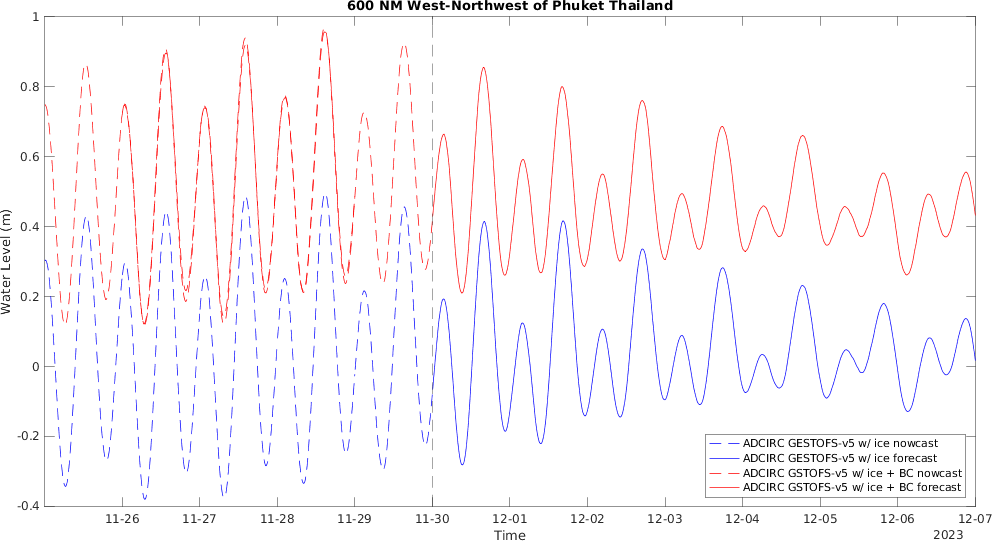 600 NM West-Northwest of Phuket Thailand
1
0.8
0.6
0.4
0.2
0
-0.2
-0.4
Water Level (m)
ADCIRC GESTOFS-v5 w/ ice nowcast
ADCIRC GESTOFS-v5 w/ ice forecast
ADCIRC GSTOFS-v5 w/ ice + BC nowcast
ADCIRC GSTOFS-v5 w/ ice + BC forecast
11-26 11-27 11-28 11-29 11-30 12-01 12-02 12-03 12-04 12-05 12-06 12-07
Time
2023